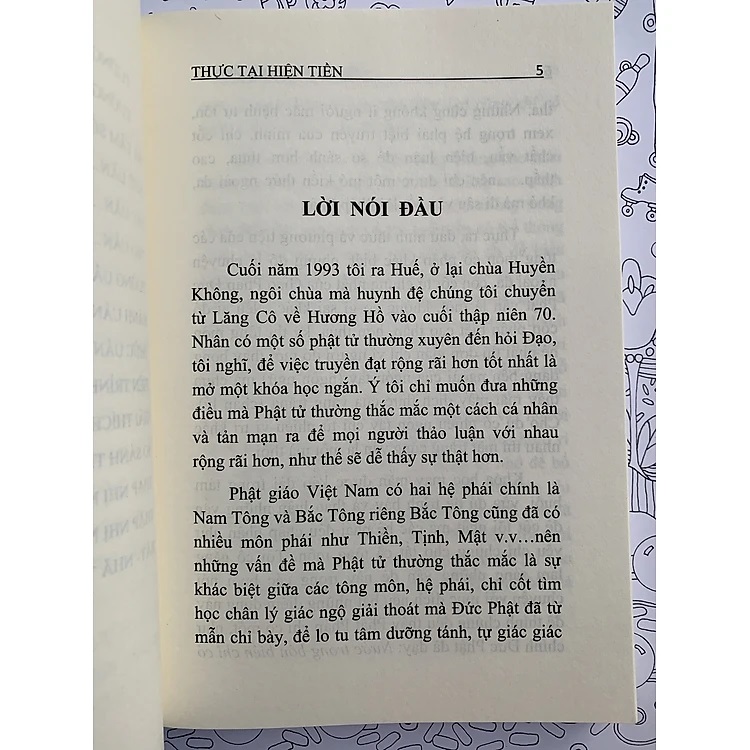 THỰC TẠI HIỆN TIỀN 5
LỜI NÓI ĐẦU
Cuối năm 1993 tôi ra Huế, ở lại chùa Huyền
Không, ngôi chùa mà huynh đệ chúng tôi chuyển
từ Lăng Cô về Hương Hồ vào cuối thập niên 70.
Nhân có một số phật tử thường xuyên đến hỏi Đạo,
tôi nghĩ, để việc truyền đạt rộng rãi hơn tốt nhất là
mở một khóa học ngắn. Ý tôi chỉ muốn đưa những
điều mà Phật tử thường thắc mắc một cách cá nhân
và tản mạn ra để mọi người thảo luận với nhau
rộng rãi hơn, như thế sẽ dễ thấy sự thật hơn.
Phật giáo Việt Nam có hai hệ phái chính là
Nam Tông và Bắc Tông riêng Bắc Tông cũng đã có
nhiều môn phái như Thiền, Tịnh, Mật v.v...nên
những vấn đề mà Phật tử thường thắc mắc là sự
khác biệt giữa các tông môn, hệ phái, chỉ cốt tìm
học chân lý giác ngộ giải thoát mà Đức Phật đã từ
mẫn chỉ bày, để lo tu tâm dưỡng tánh, tự giác giác